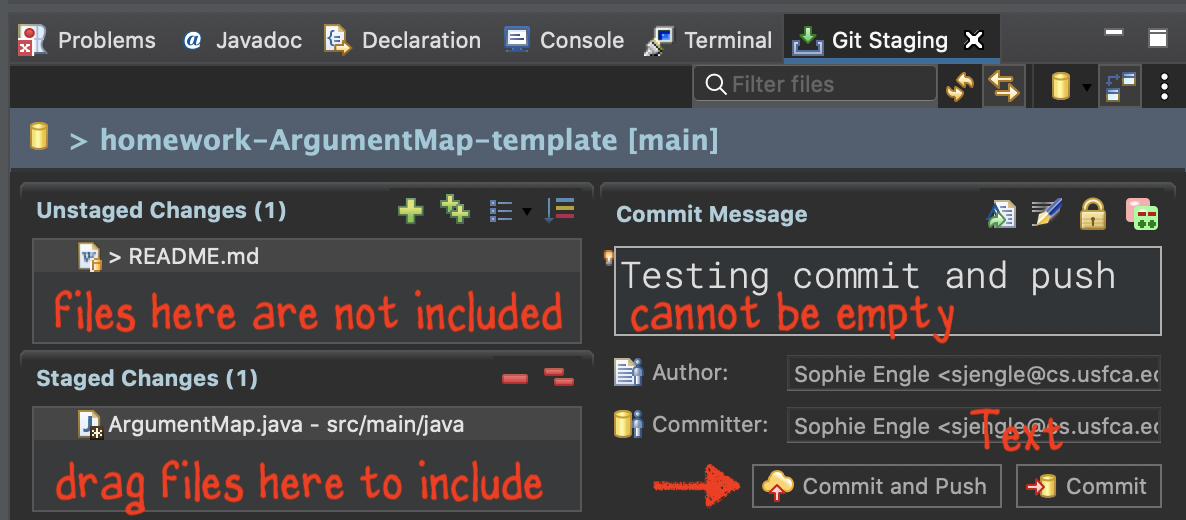 Problems @ Javadoc Declaration Console Terminal Git Staging
Filter files
> homework-ArgumentMap-template [main]
Unstaged Changes (1)
> README.md
files here are not included
Staged Changes (1)
ArgumentMap.java - src/main/java
drag files here to include
Commit Message
Testing commit and push
cannot be empty
Author: Sophie Engle <sjengle@cs.usfca.ec
Committer: Sophie Engle <sjengle@cs.usfca.ec
Text
Commit and Push Commit